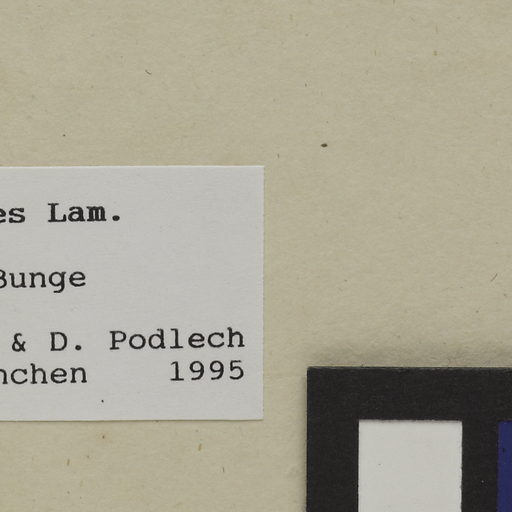 es Lam.
Bunge
& D. Podlech
nchen 1995